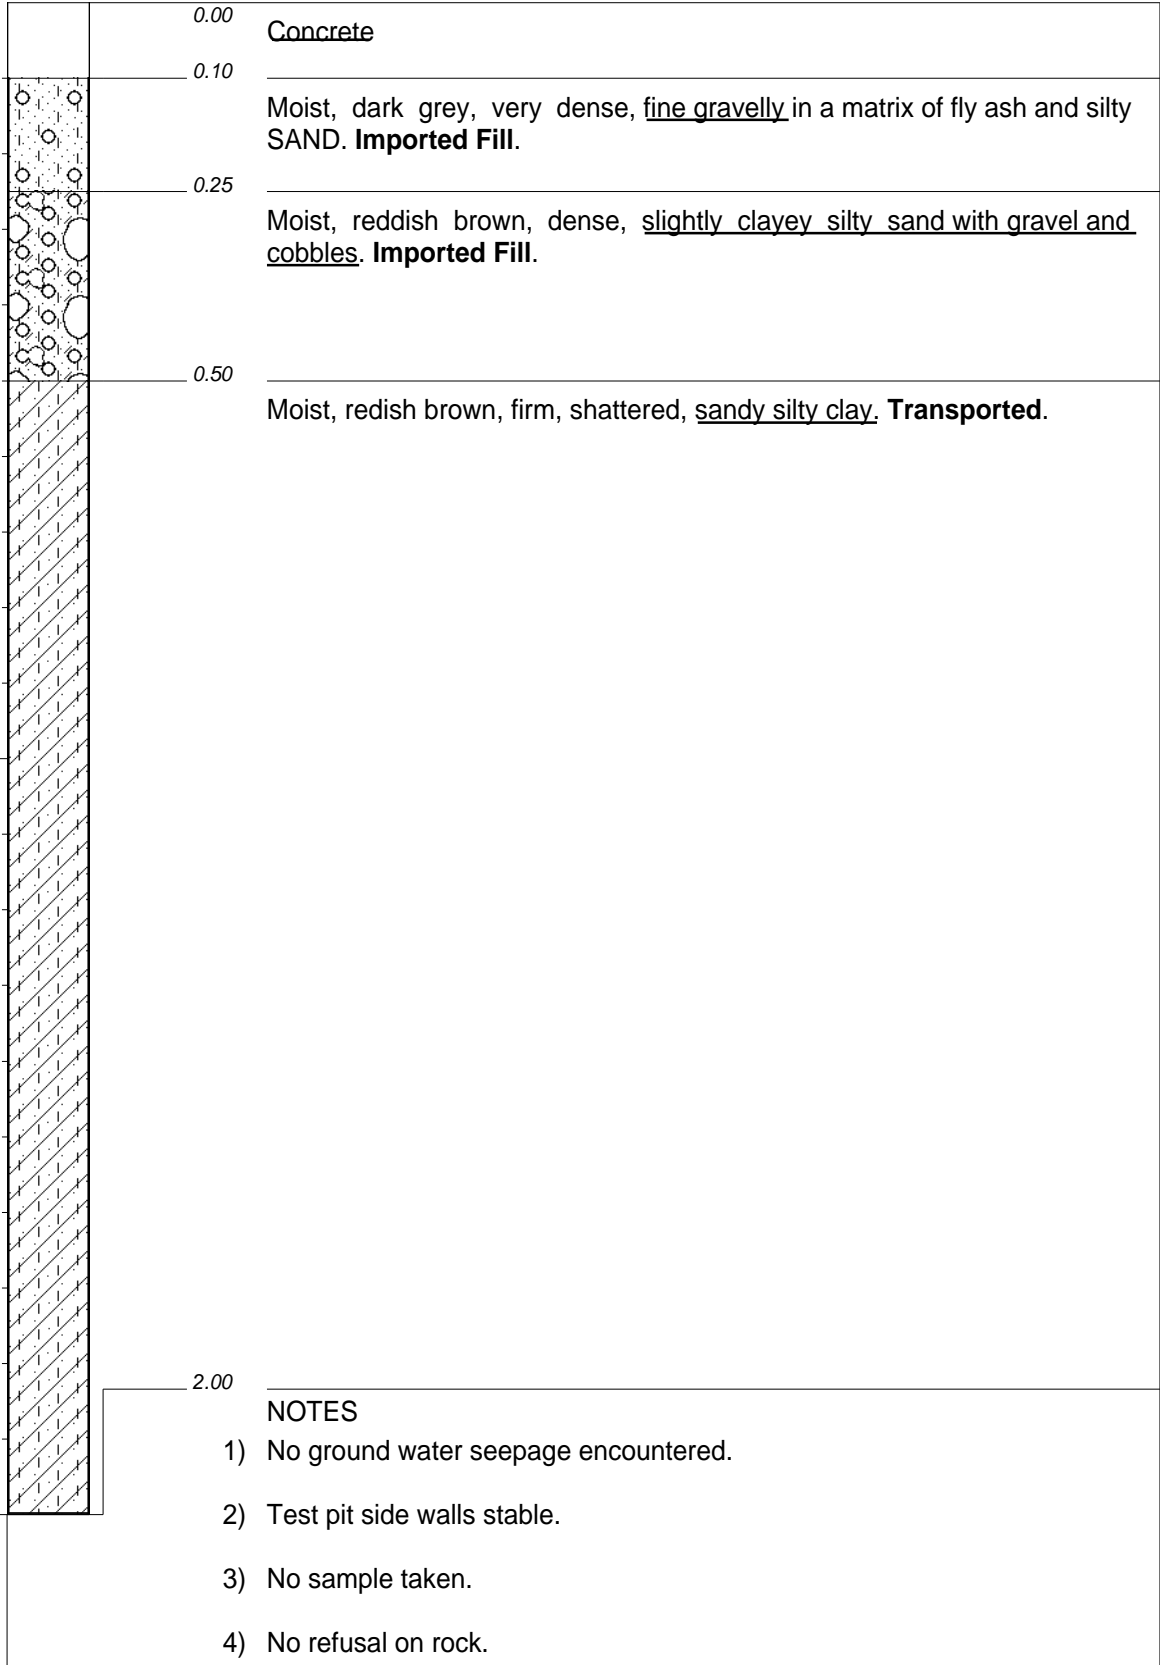 0.00
Concrete
0.10
Moist, dark grey, very dense, fine gravelly in a matrix of fly ash and silty
SAND. Imported Fill.
0.25
Moist, reddish brown, dense, slightly clayey silty sand with gravel and
cobbles. Imported Fill.
0.50
Moist, redish brown, firm, shattered, sandy silty clay. Transported.
2.00
NOTES
1) No ground water seepage encountered.
2) Test pit side walls stable.
3) No sample taken.
4) No refusal on rock.